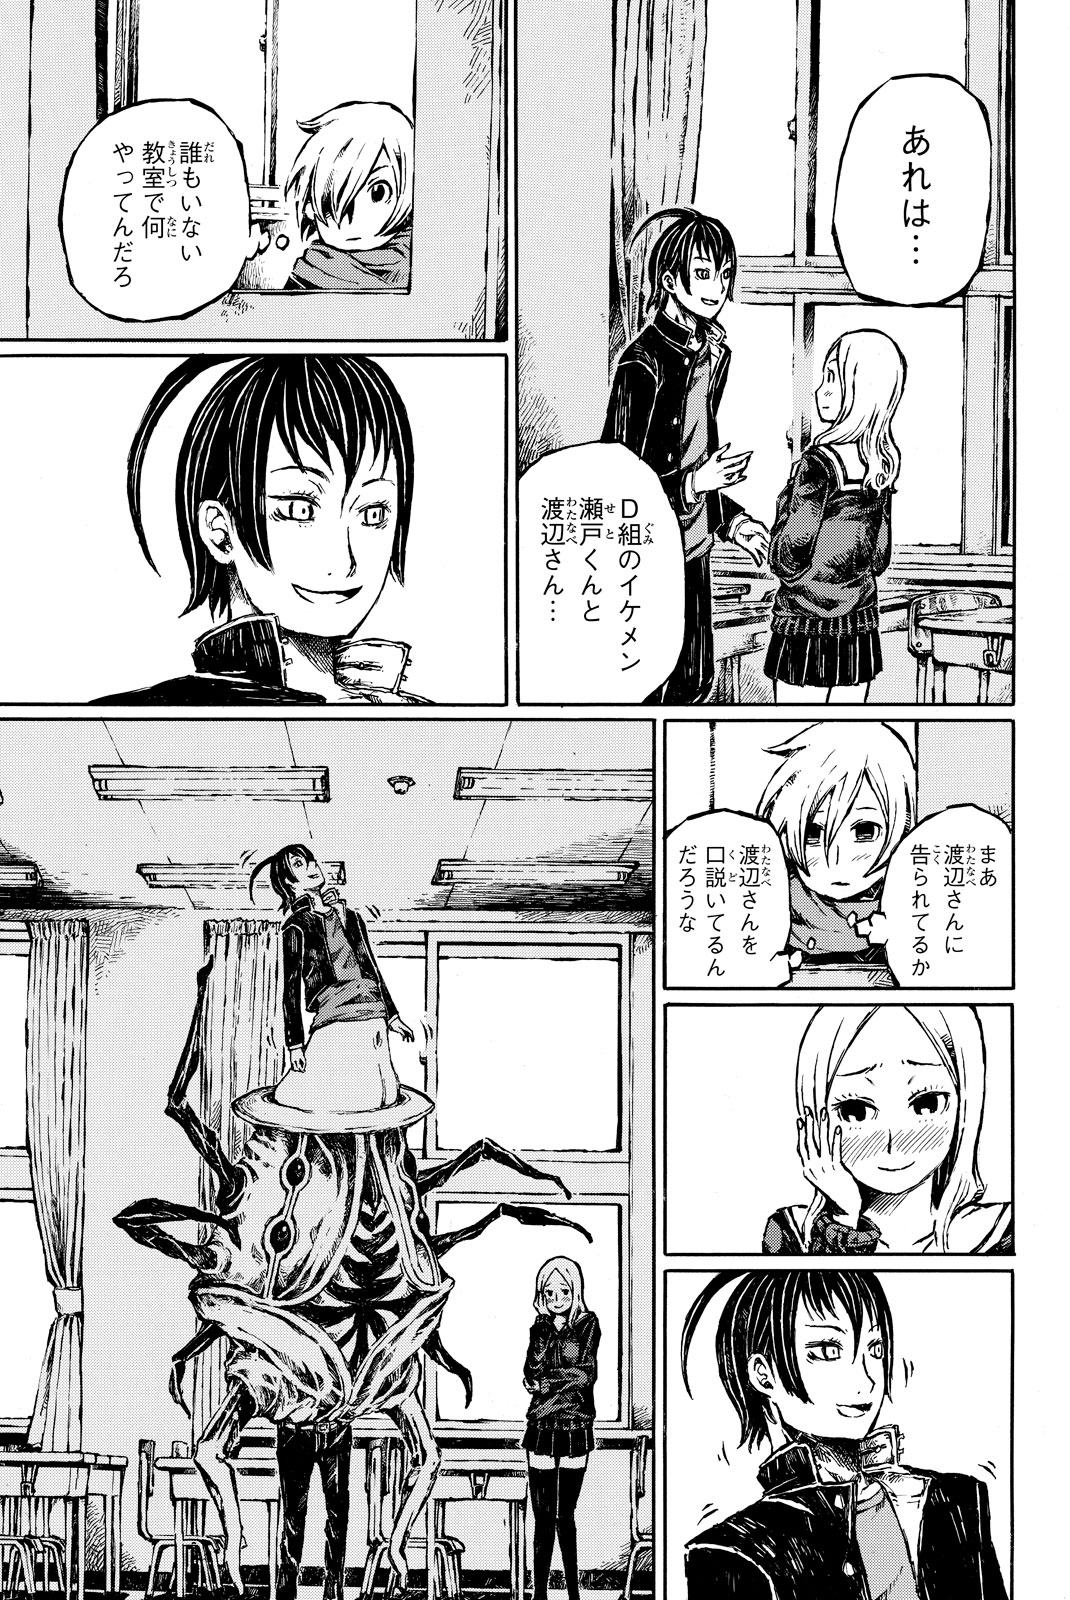 あれは…
D組のイケメン
瀬戸くんと
渡辺さん…
誰もいない
教室で何
やってんだろ
まあ
渡辺さんに
告られてるか
渡辺さんを
口説いてるん
だろうな